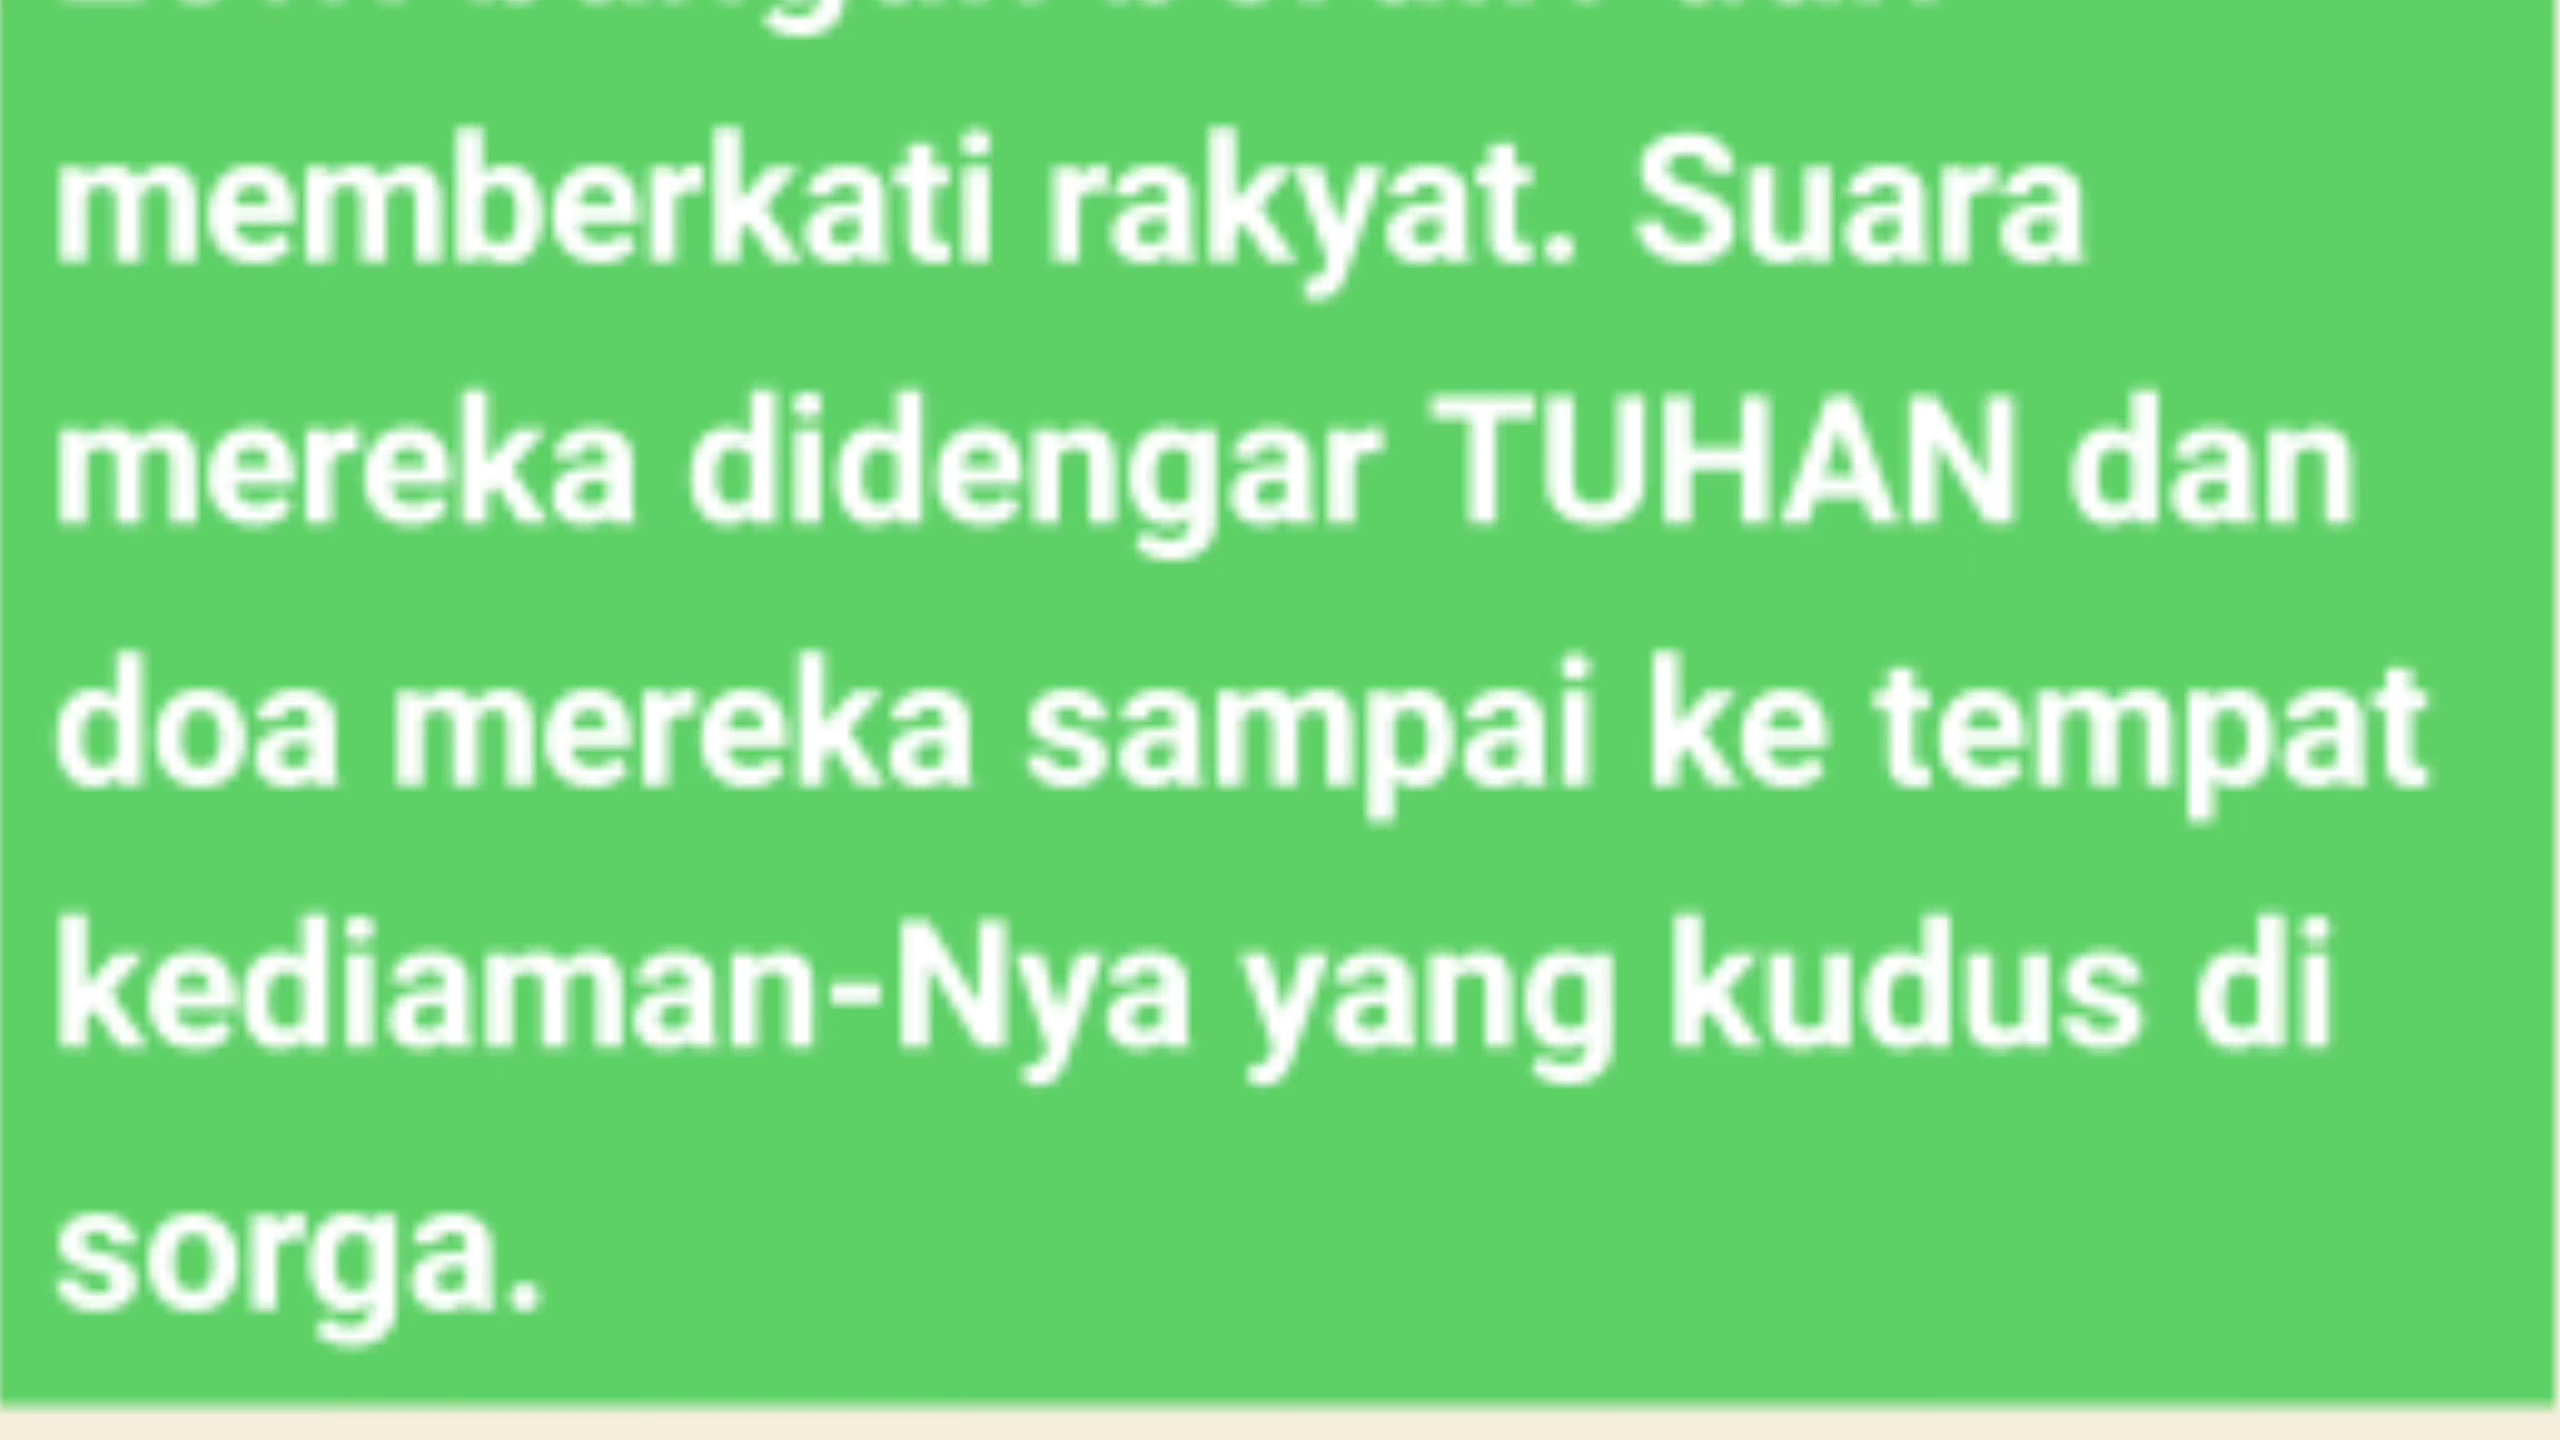 memberkati rakyat. Suara
mereka didengar TUHAN dan
doa mereka sampai ke tempat
kediaman-Nya yang kudus di
sorga.